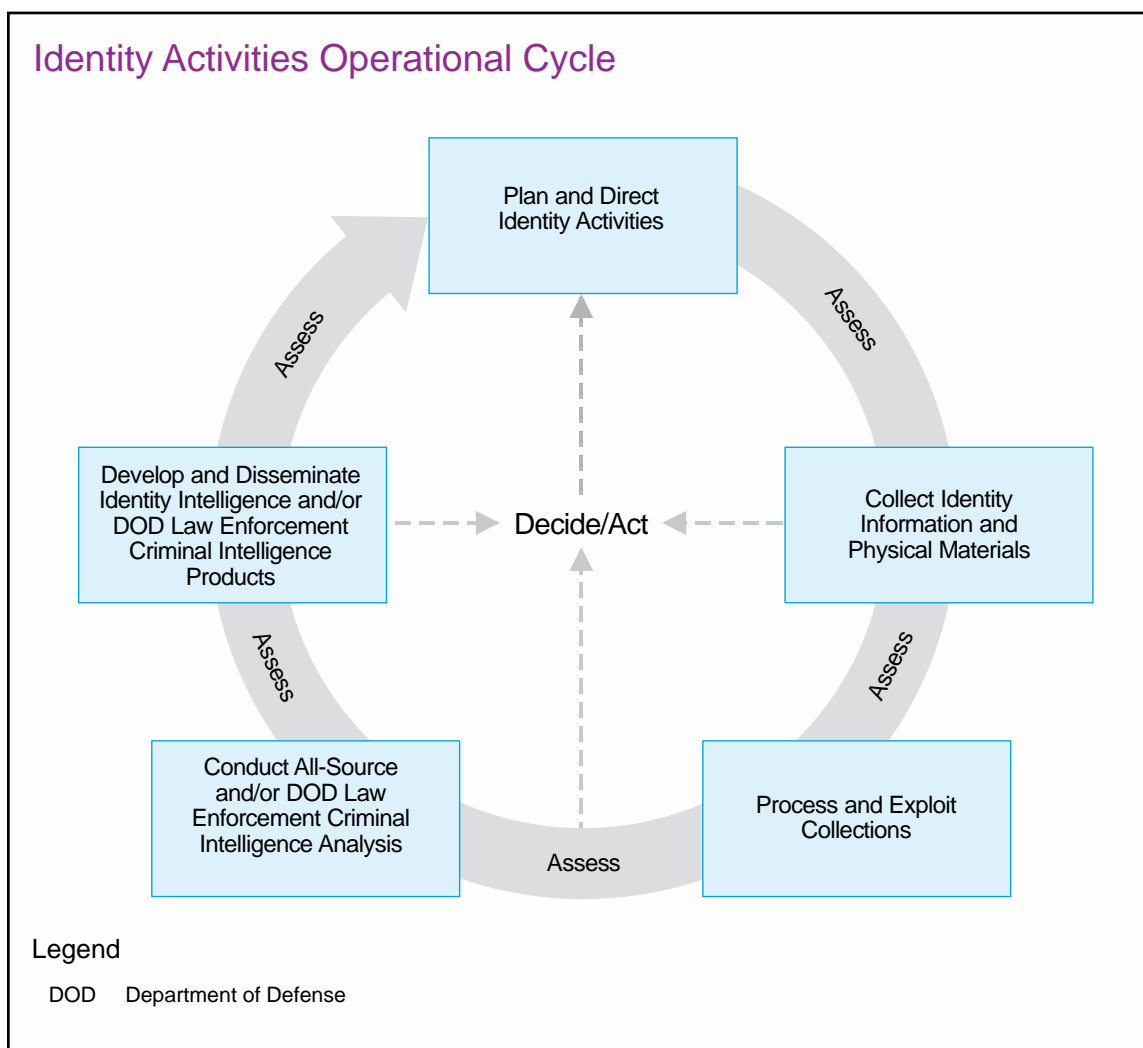 Identity Activities Operational Cycle
Plan and Direct
Identity Activities
Assess
Assess
Develop and Disseminate
Identity Intelligence and/or
DOD Law Enforcement
Criminal Intelligence
Products
Decide/Act
Collect Identity
Information and
Physical Materials
Assess
Assess
Conduct All-Source
and/or DOD Law
Enforcement Criminal
Intelligence Analysis
Assess
Process and Exploit
Collections
Legend
DOD Department of Defense